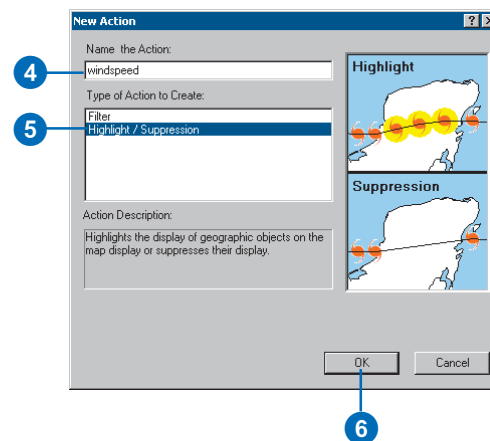 New Action
Name the Action:
4
windspeed
Type of Action to Create:
5
Filter
Highlight / Suppression
Action Description:
Highlights the display of geographic objects on the
map display or suppresses their display.
Highlight
Suppression
OK
Cancel
6